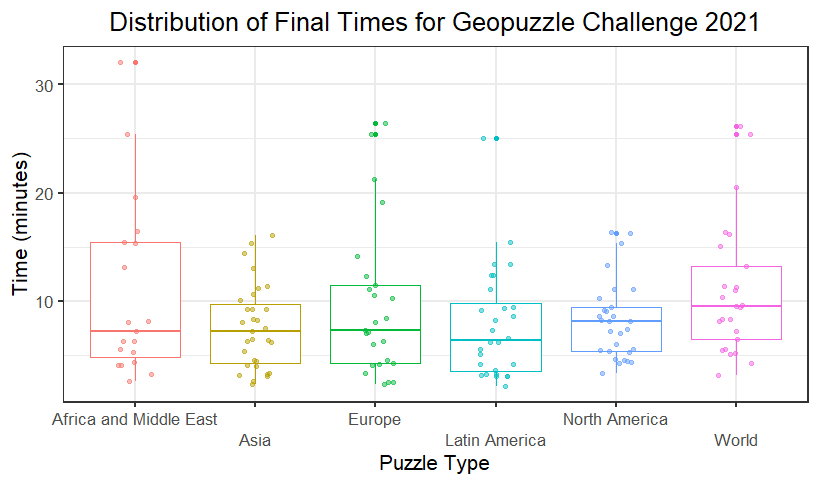 Distribution of Final Times for Geopuzzle Challenge 2021
Time (minutes)
30
20
10
Africa and Middle East
Asia
Europe
Latin America
North America
World
Puzzle Type